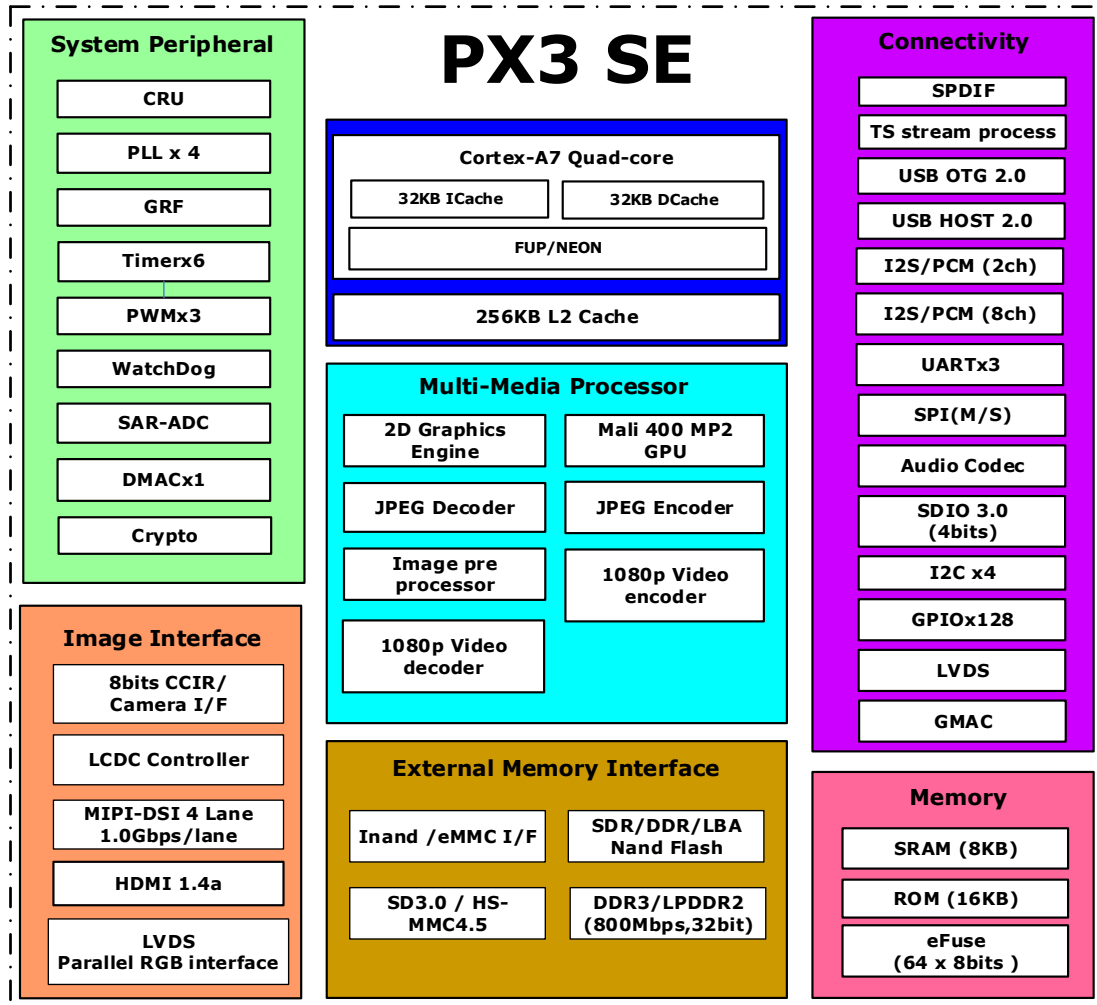 PX3 SE
System Peripheral
CRU
PLL x 4
GRF
Timerx6
PWMx3
WatchDog
SAR-ADC
DMACx1
Crypto
Image Interface
8bits CCIR/
Camera I/F
LCDC Controller
MIPI-DSI 4 Lane
1.0Gbps/lane
HDMI 1.4a
LVDS
Parallel RGB interface
Cortex-A7 Quad-core
32KB ICache
32KB DCache
FUP/NEON
256KB L2 Cache
Multi-Media Processor
2D Graphics
Engine
Mali 400 MP2
GPU
JPEG Decoder
JPEG Encoder
Image pre
processor
1080p Video
encoder
1080p Video
decoder
External Memory Interface
Inand /eMMC I/F
SDR/DDR/LBA
Nand Flash
SD3.0 / HS-
MMC4.5
DDR3/LPDDR2
(800Mbps,32bit)
Connectivity
SPDIF
TS stream process
USB OTG 2.0
USB HOST 2.0
I2S/PCM (2ch)
I2S/PCM (8ch)
UARTx3
SPI(M/S)
Audio Codec
SDIO 3.0
(4bits)
I2C x4
GPIOx128
LVDS
GMAC
Memory
SRAM (8KB)
ROM (16KB)
eFuse
(64 x 8bits )